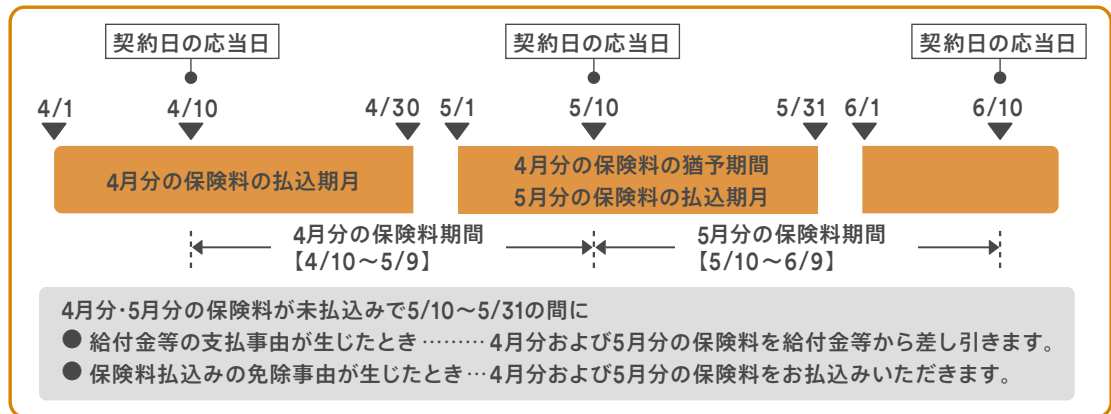 契約日の応当日 契約日の応当日 契約日の応当日
4/1 4/10 4/30 5/1 5/10 5/31 6/1 6/10
4月分の保険料の払込期月
4月分の保険料の猶予期間
5月分の保険料の払込期月
4月分の保険料期間
【4/10～5/9】
5月分の保険料期間
【5/10～6/9】
4月分・5月分の保険料が未払込みで5/10～5/31の間に
● 給付金等の支払事由が生じたとき………4月分および5月分の保険料を給付金等から差し引きます。
● 保険料払込みの免除事由が生じたとき…4月分および5月分の保険料をお払込みいただきます。